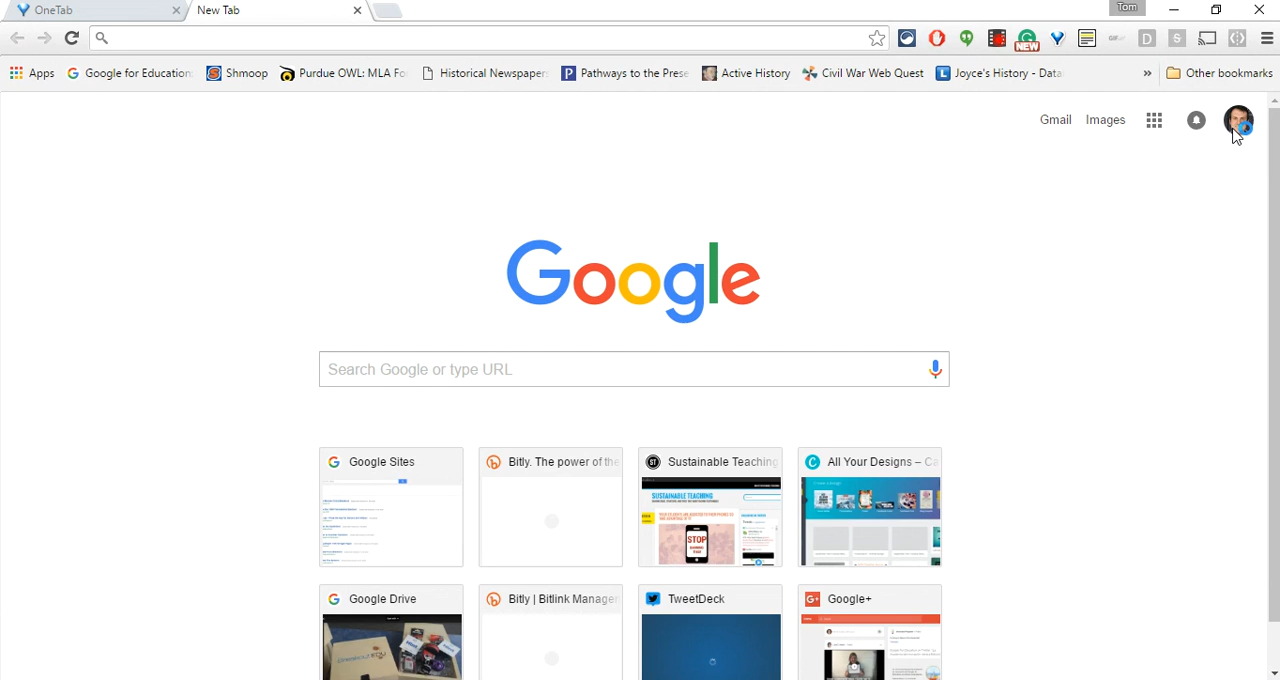 OneTab
New Tab
Tom
NEW
Apps
Google for Education
Shmoop
Purdue OWL: MLA Fo
Historical Newspapers
Pathways to the Prese
Active History
Civil War Web Quest
Joyce's History - Data
»
Other bookmarks
Gmail
Images
Google
Search Google or type URL
Google Sites
Bitly. The power of the
Sustainable Teaching
All Your Designs – Ca
SUSTAINABLE TEACHING
STOP
Google Drive
Bitly | Bitlink Manager
TweetDeck
Google+